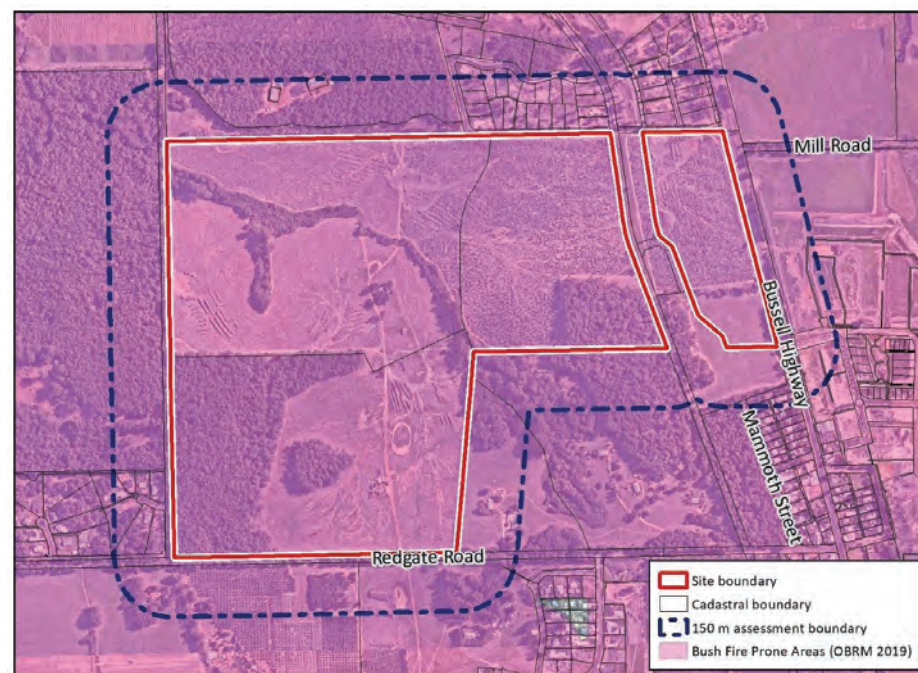 Mill Road
Bussell Highway
Mammoth Street
Redgate Road
Site boundary
Cadastral boundary
150 m assessment boundary
Bush Fire Prone Areas (OBRM 2019)